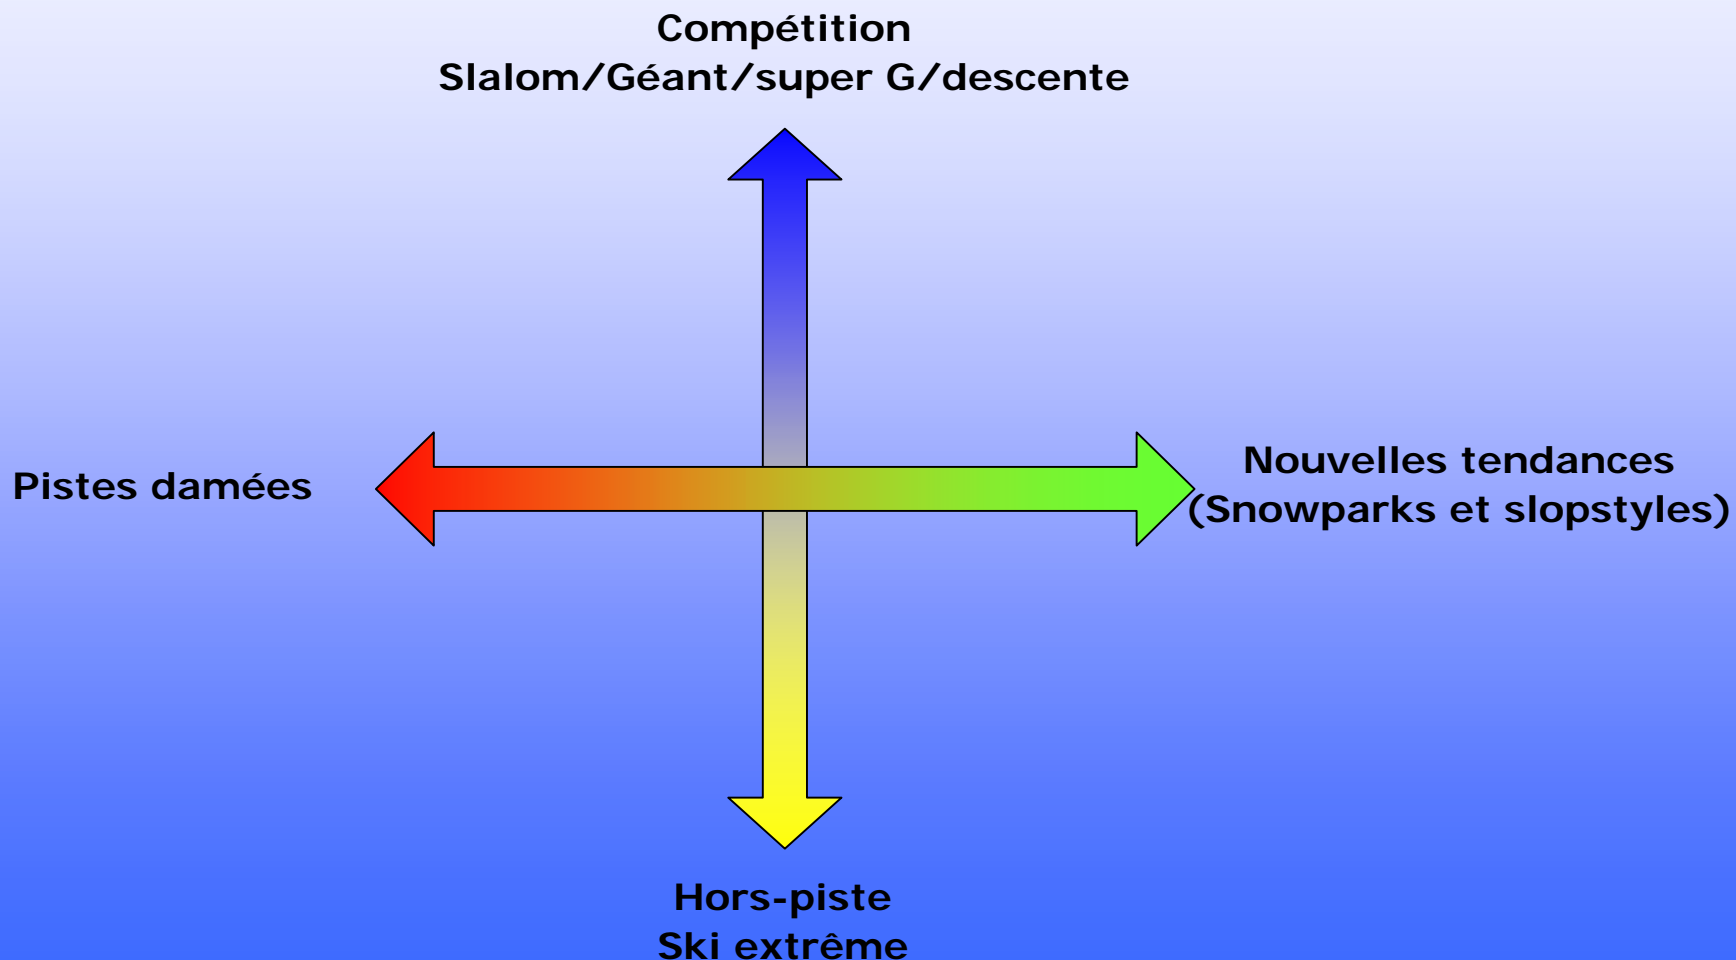 Compétition
Slalom/Géant/super G/descente
Pistes damées
Nouvelles tendances
(Snowparks et slopstyles)
Hors-piste
Ski extrême